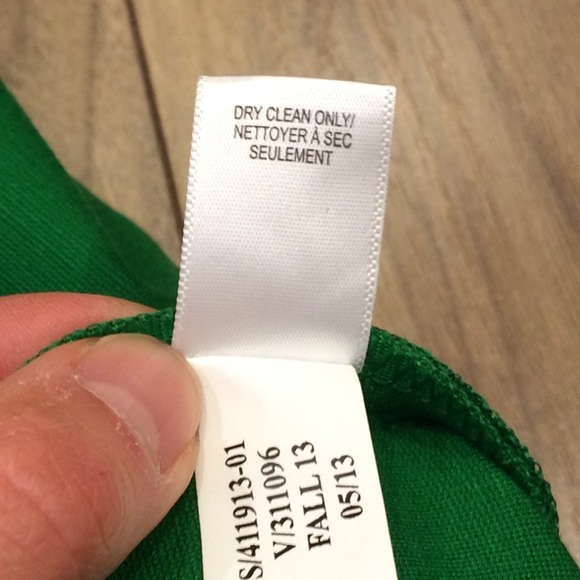 DRY CLEAN ONLY/
NETTOYER À SEC
SEULEMENT
S/411913-01
V/311096
FALL 13
05/13